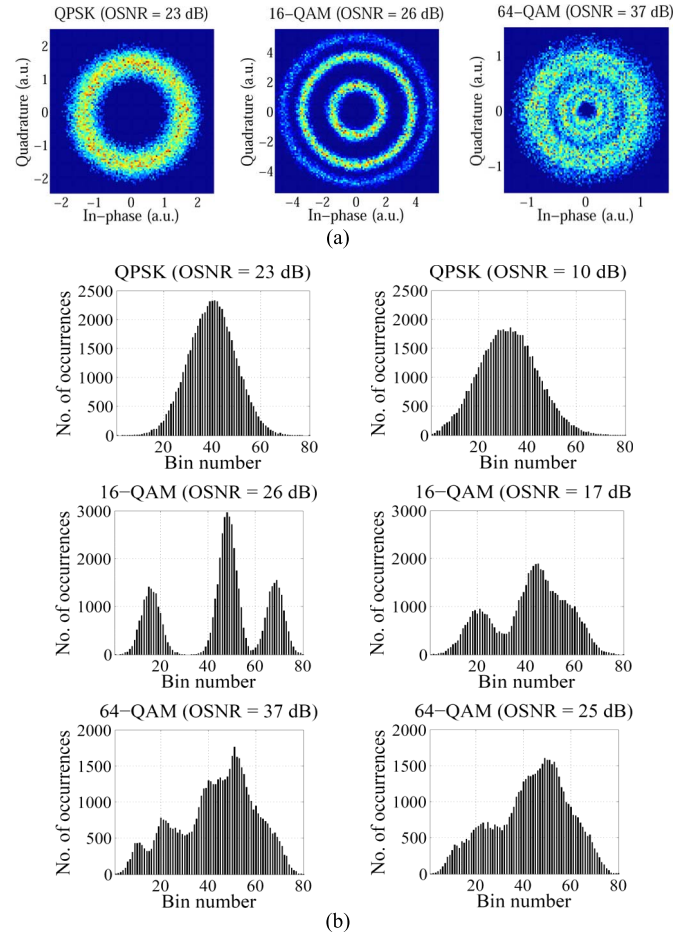 QPSK (OSNR = 23 dB) 16−QAM (OSNR = 26 dB) 64−QAM (OSNR = 37 dB)
Quadrature (a.u.)
2
1
0
−1
−2
−2 −1 0 1 2
In−phase (a.u.)
Quadrature (a.u.)
4
2
0
−2
−4
−4 −2 0 2 4
In−phase (a.u.)
Quadrature (a.u.)
1
0
−1
−1 0 1
In−phase (a.u.)
(a)
QPSK (OSNR = 23 dB)
No. of occurrences
2500
2000
1500
1000
500
0
20 40 60 80
Bin number
QPSK (OSNR = 10 dB)
No. of occurrences
2500
2000
1500
1000
500
0
20 40 60 80
Bin number
16−QAM (OSNR = 26 dB)
No. of occurrences
3000
2000
1000
0
20 40 60 80
Bin number
16−QAM (OSNR = 17 dB
No. of occurrences
3000
2000
1000
0
20 40 60 80
Bin number
64−QAM (OSNR = 37 dB)
No. of occurrences
2000
1500
1000
500
0
20 40 60 80
Bin number
64−QAM (OSNR = 25 dB)
No. of occurrences
2000
1500
1000
500
0
20 40 60 80
Bin number
(b)